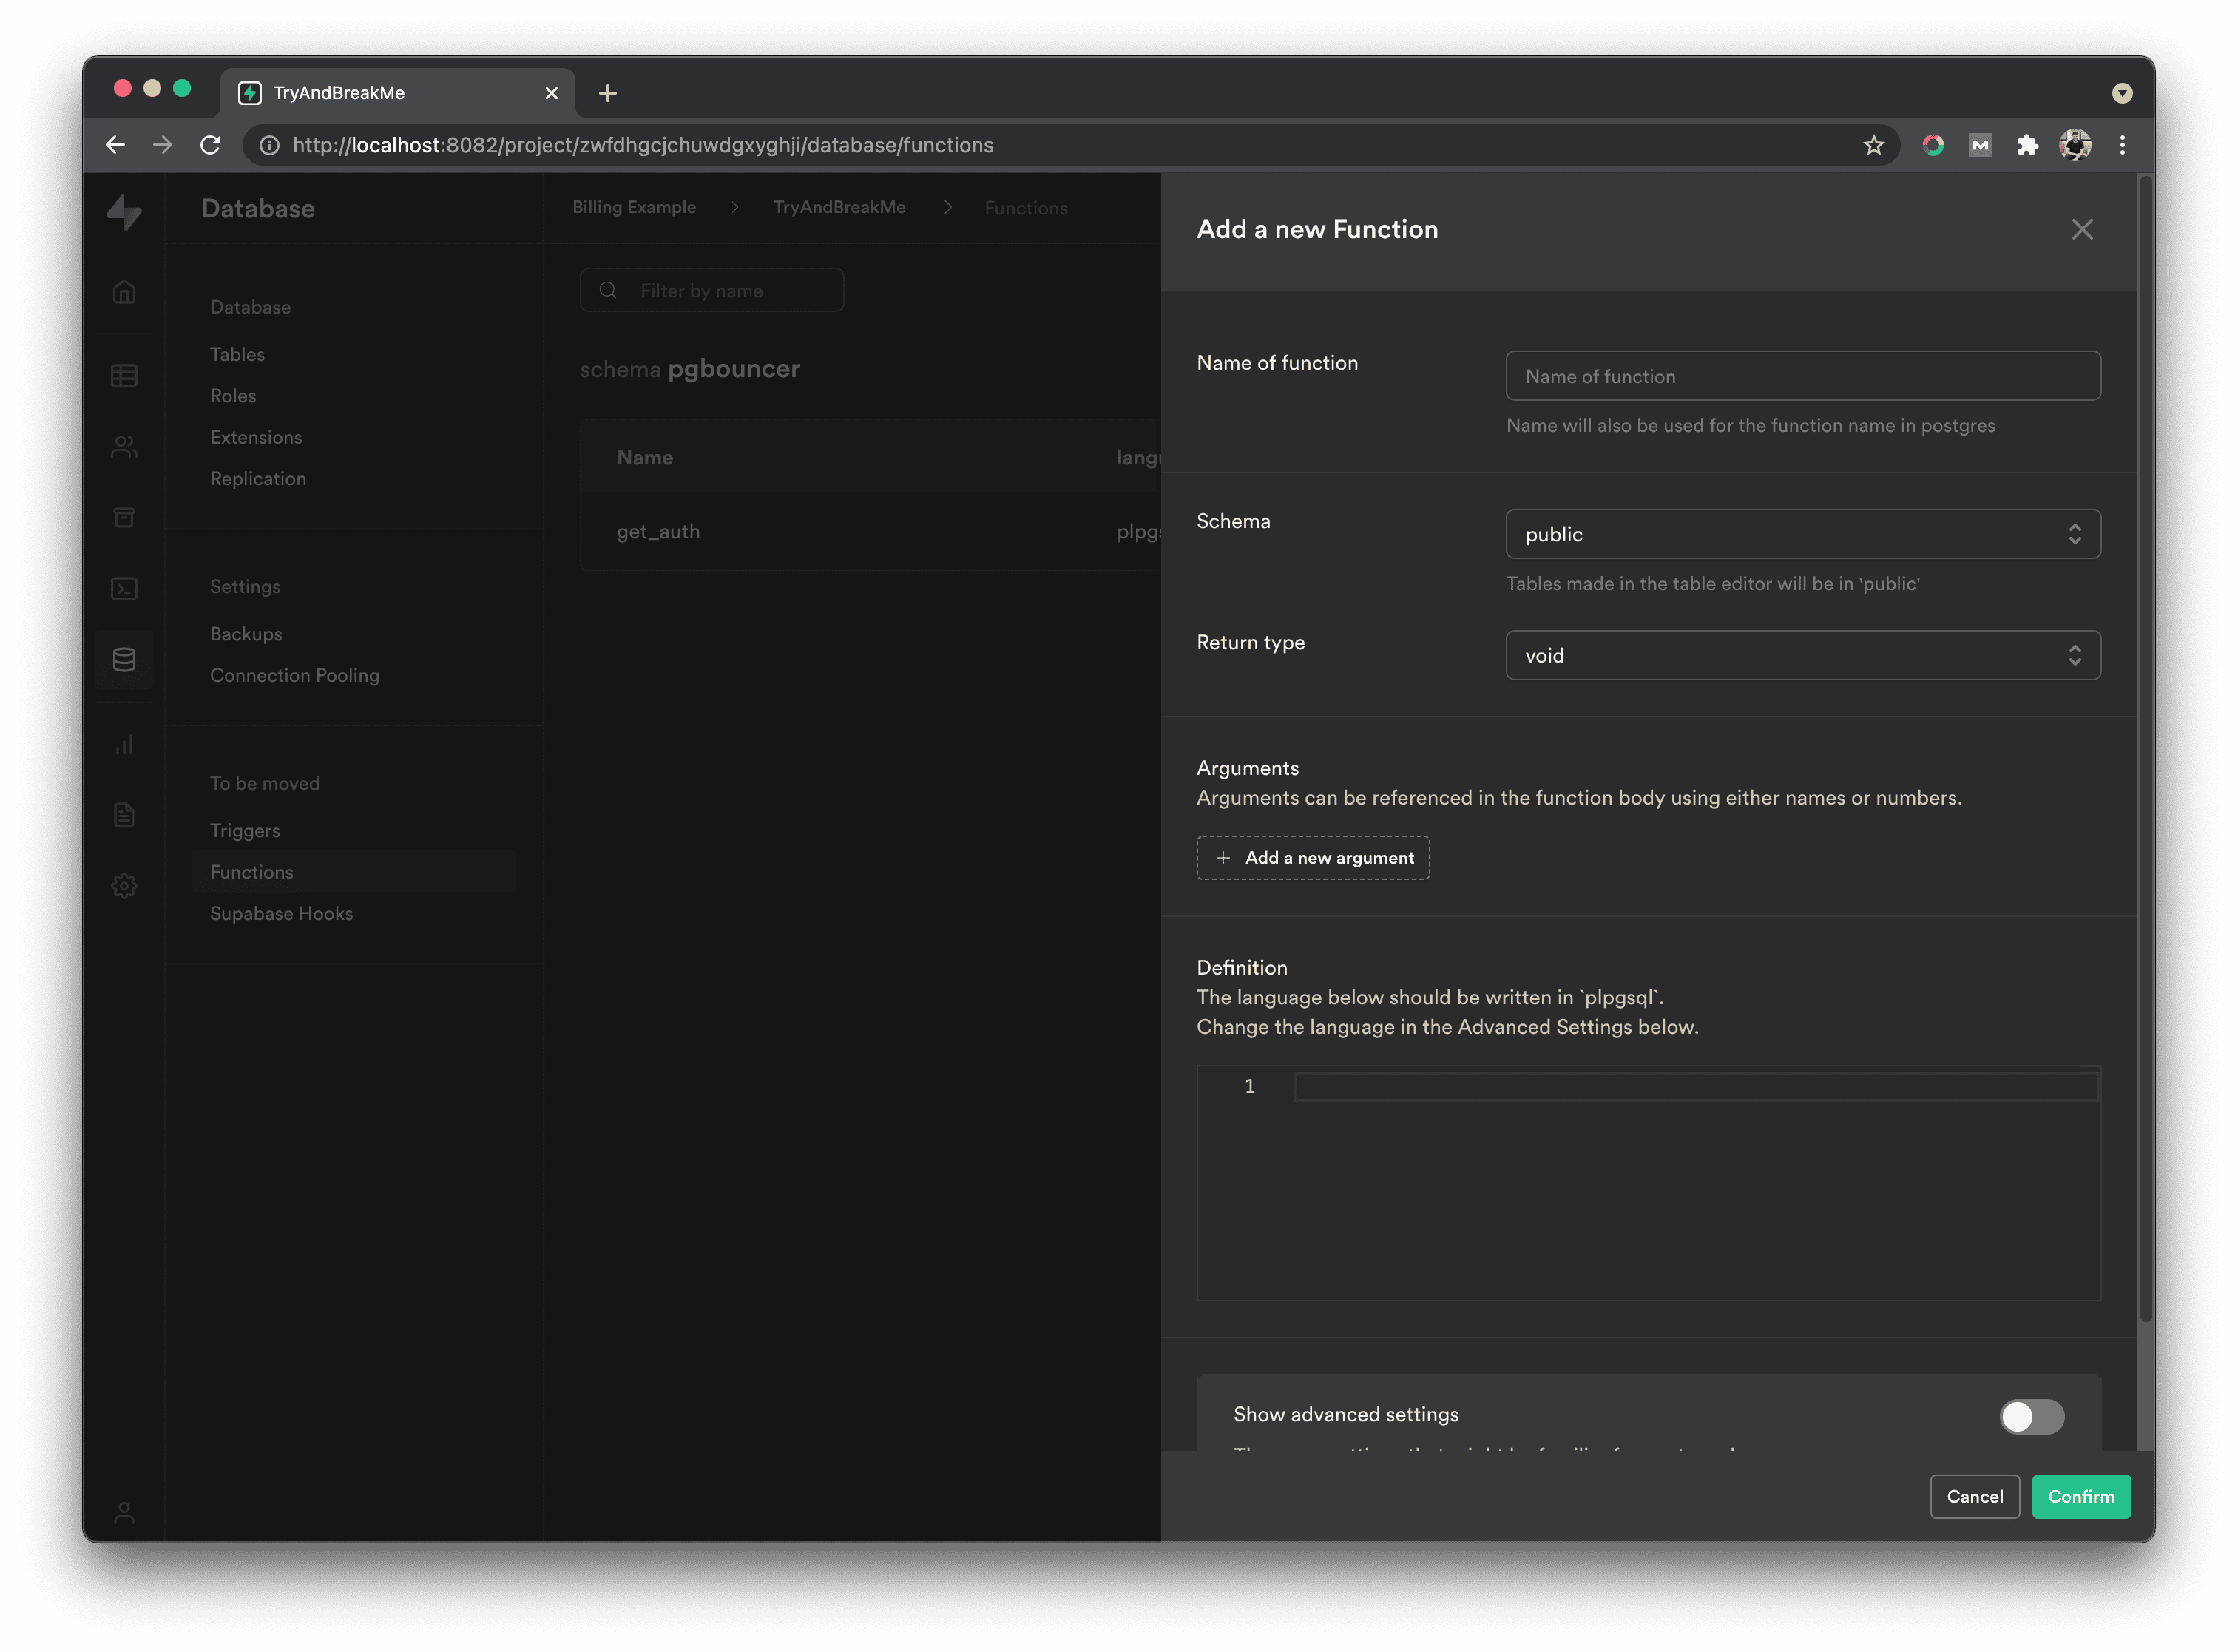 TryAndBreakMe
http://localhost:8082/project/zwfdhgcjchuwdgxyghji/database/functions
Database
Database
Tables
Roles
Extensions
Replication
Settings
Backups
Connection Pooling
To be moved
Triggers
Functions
Supabase Hooks
Billing Example > TryAndBreakMe > Functions
Filter by name
schema pgbouncer
Name langu
get_auth plpgs
Add a new Function
Name of function
Name of function
Name will also be used for the function name in postgres
Schema
public
Tables made in the table editor will be in 'public'
Return type
void
Arguments
Arguments can be referenced in the function body using either names or numbers.
+ Add a new argument
Definition
The language below should be written in `plpgsql`.
Change the language in the Advanced Settings below.
1
Show advanced settings
Cancel
Confirm